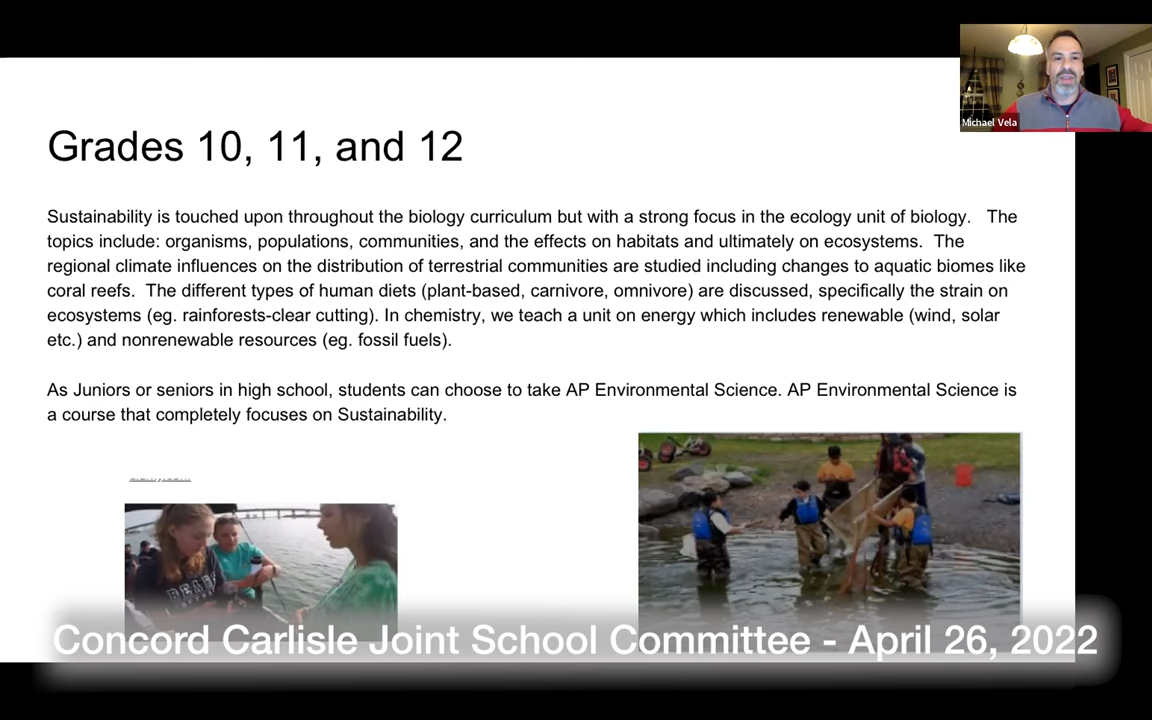 Michael Vela
Grades 10, 11, and 12
Sustainability is touched upon throughout the biology curriculum but with a strong focus in the ecology unit of biology. The
topics include: organisms, populations, communities, and the effects on habitats and ultimately on ecosystems. The
regional climate influences on the distribution of terrestrial communities are studied including changes to aquatic biomes like
coral reefs. The different types of human diets (plant-based, carnivore, omnivore) are discussed, specifically the strain on
ecosystems (eg. rainforests-clear cutting). In chemistry, we teach a unit on energy which includes renewable (wind, solar
etc.) and nonrenewable resources (eg. fossil fuels).
As Juniors or seniors in high school, students can choose to take AP Environmental Science. AP Environmental Science is
a course that completely focuses on Sustainability.
Concord Carlisle Joint School Committee - April 26, 2022